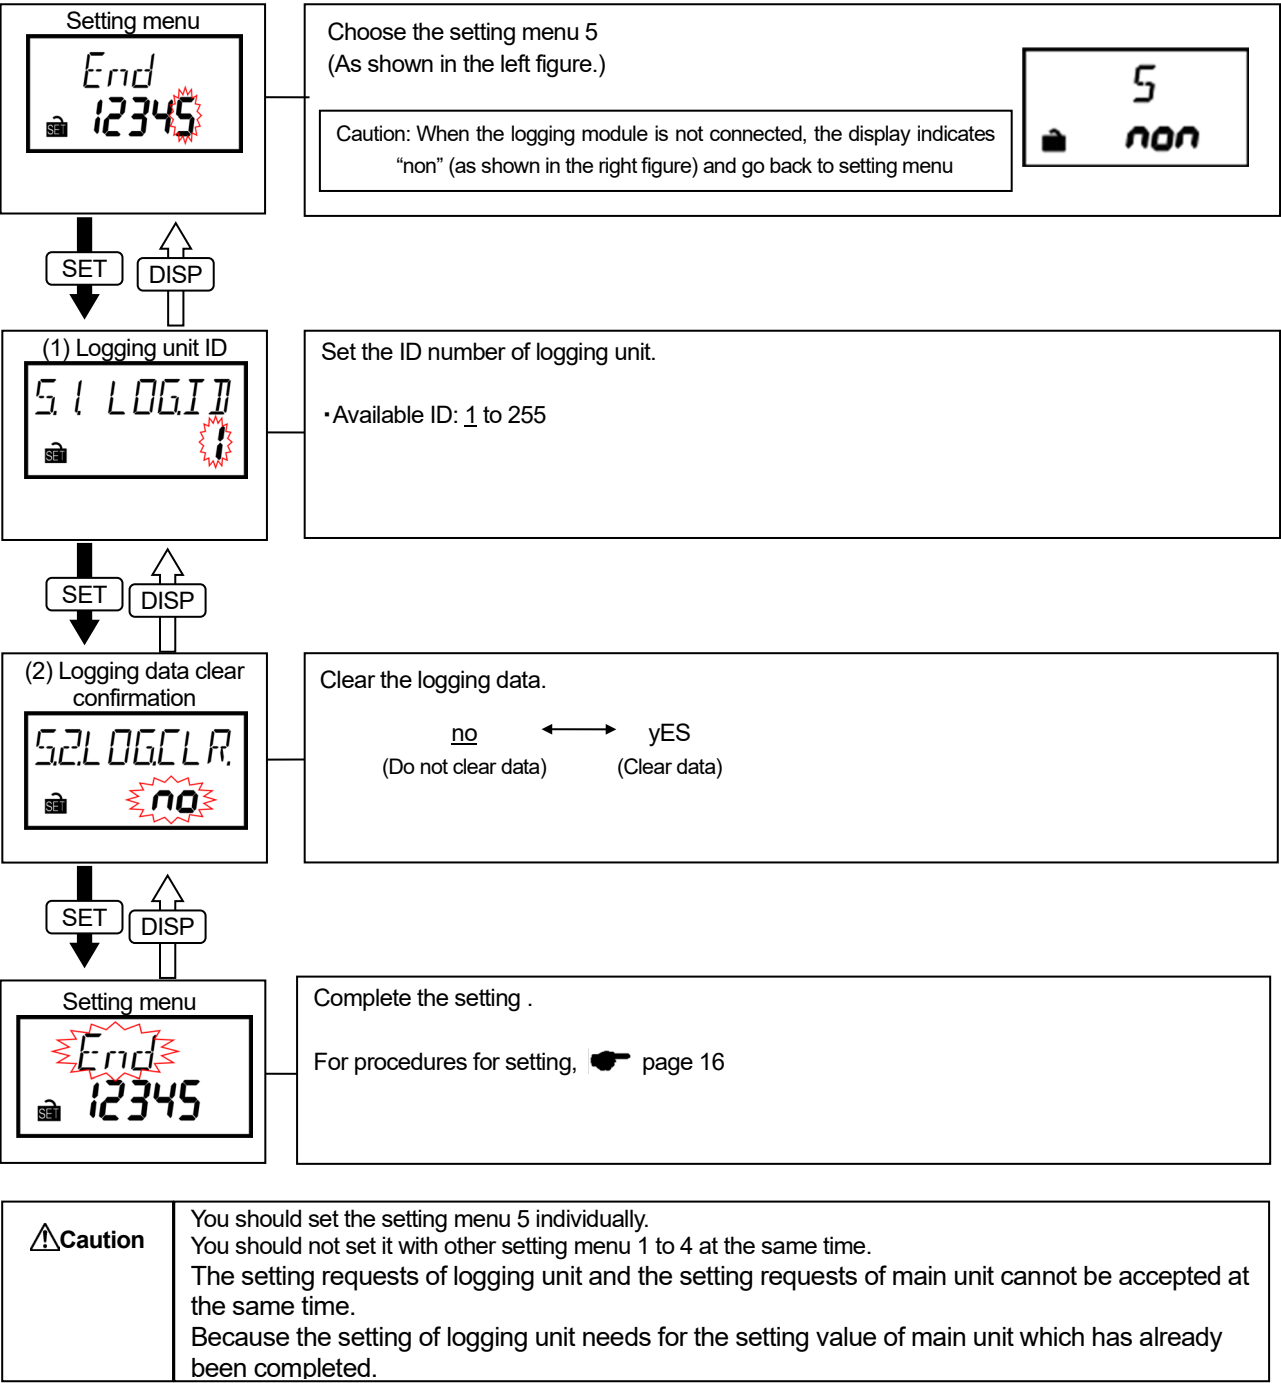 Setting menu
End
12345
SET
Choose the setting menu 5
(As shown in the left figure.)
Caution: When the logging module is not connected, the display indicates
“non” (as shown in the right figure) and go back to setting menu
5
non
SET
DISP
(1) Logging unit ID
5.1. LOG.ID
1
SET
Set the ID number of logging unit.
・Available ID: 1 to 255
SET
DISP
(2) Logging data clear
confirmation
5.2.LOG.CLR.
no
SET
Clear the logging data.
no yES
(Do not clear data) (Clear data)
SET
DISP
Setting menu
End
12345
SET
Complete the setting .
For procedures for setting, page 16
Caution
You should set the setting menu 5 individually.
You should not set it with other setting menu 1 to 4 at the same time.
The setting requests of logging unit and the setting requests of main unit cannot be accepted at
the same time.
Because the setting of logging unit needs for the setting value of main unit which has already
been completed.